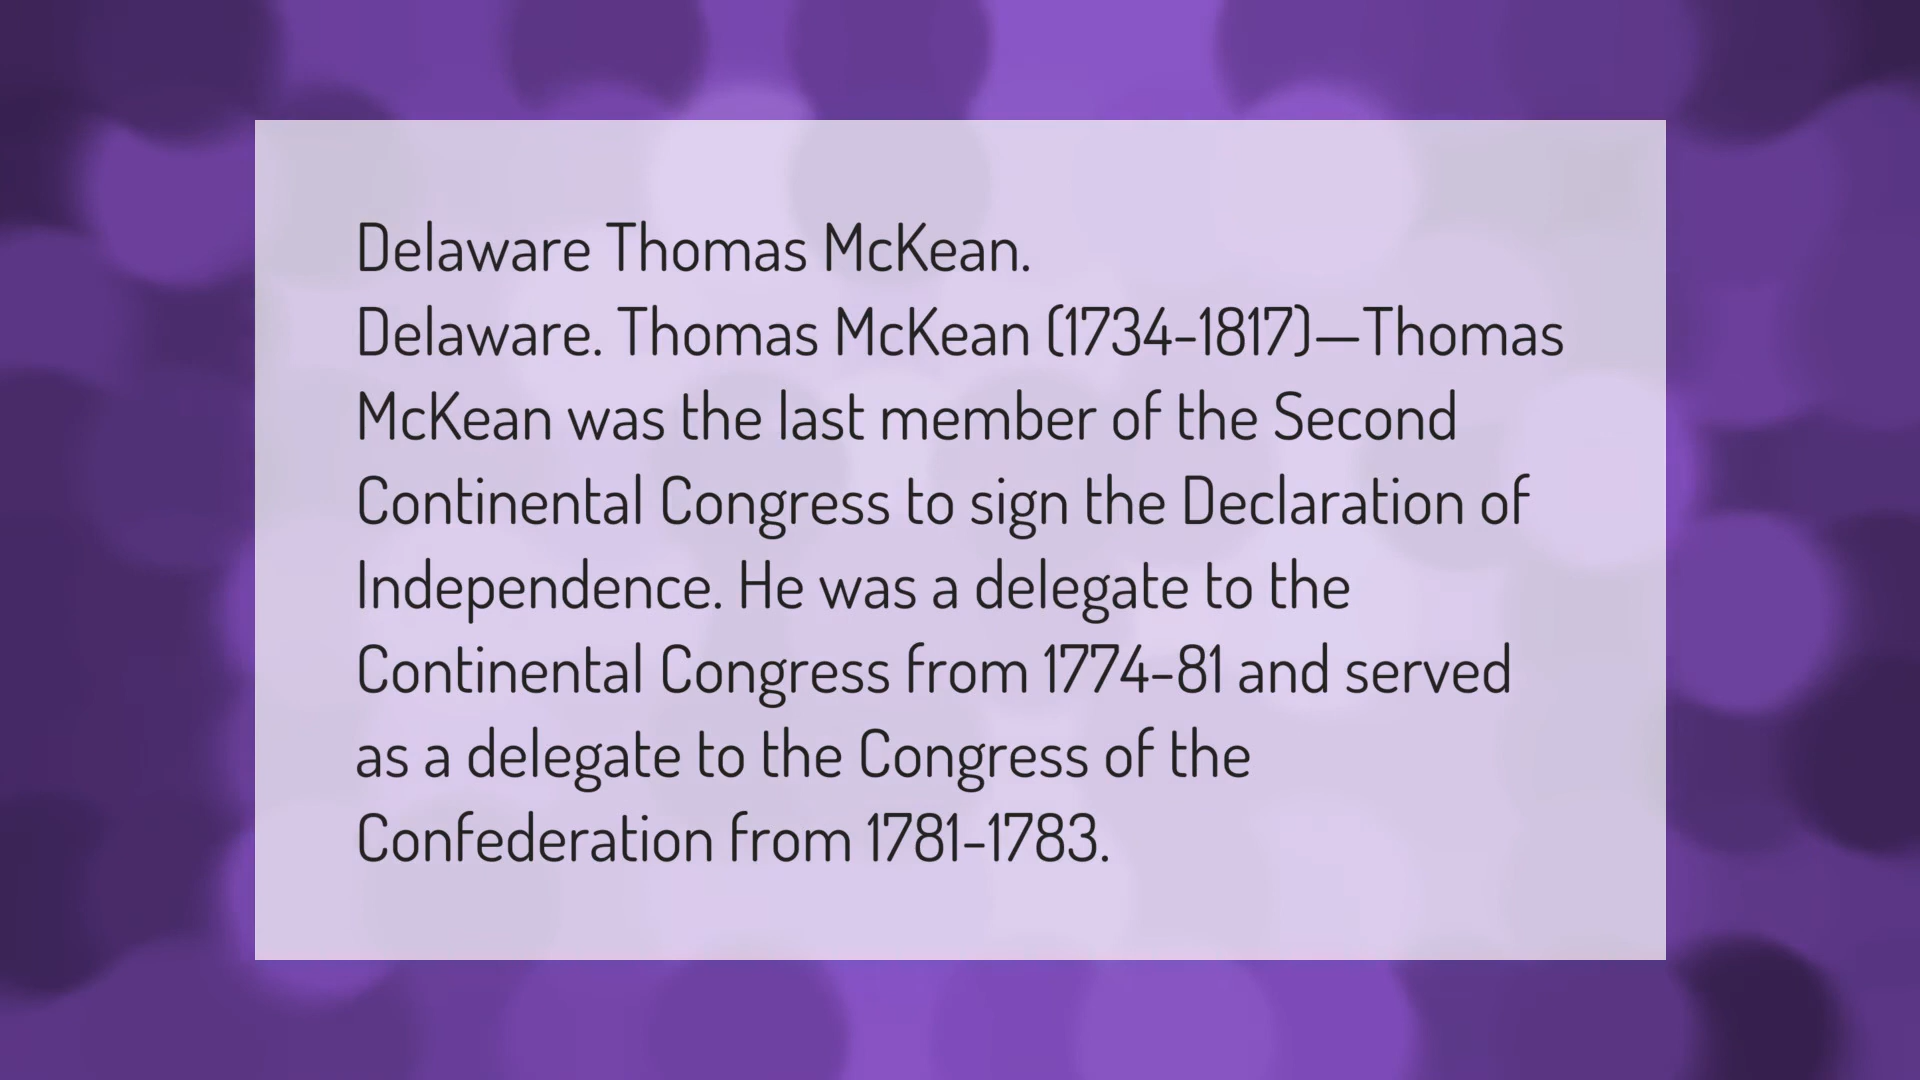 Delaware Thomas McKean.
Delaware. Thomas McKean (1734-1817)—Thomas
McKean was the last member of the Second
Continental Congress to sign the Declaration of
Independence. He was a delegate to the
Continental Congress from 1774-81 and served
as a delegate to the Congress of the
Confederation from 1781-1783.